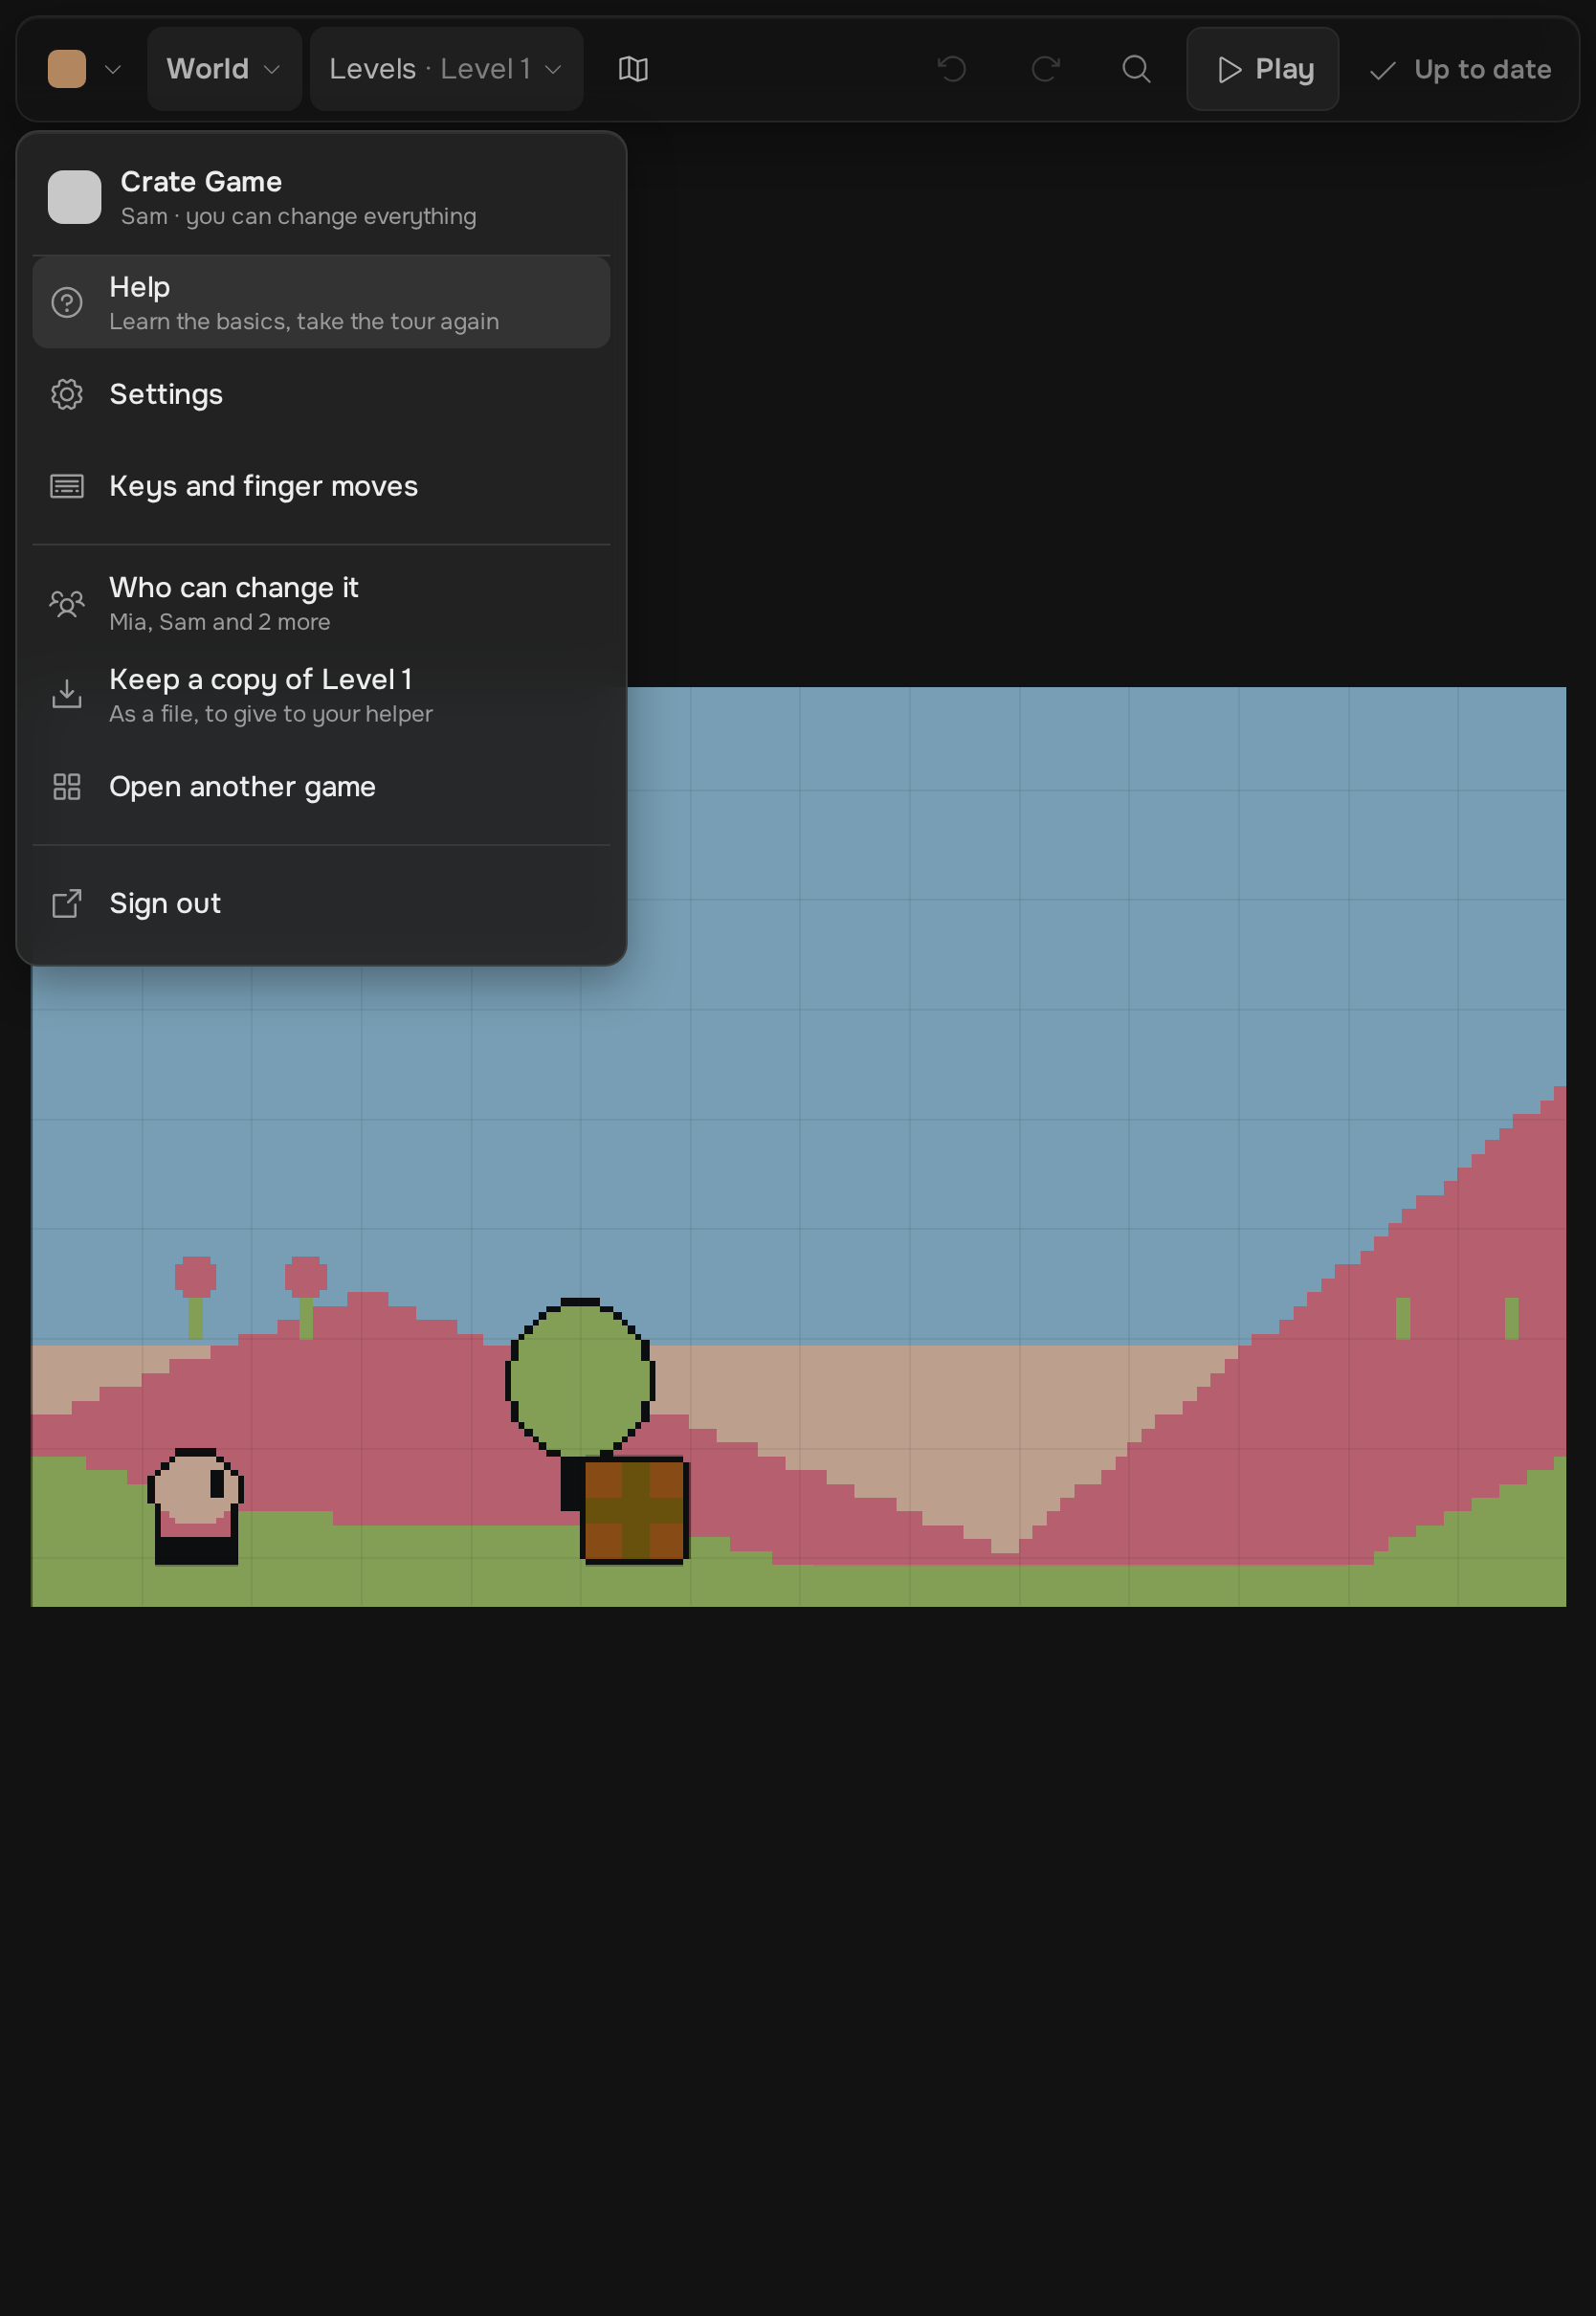 World
Levels · Level 1
Play
Up to date
Crate Game
Sam · you can change everything
Help
Learn the basics, take the tour again
Settings
Keys and finger moves
Who can change it
Mia, Sam and 2 more
Keep a copy of Level 1
As a file, to give to your helper
Open another game
Sign out